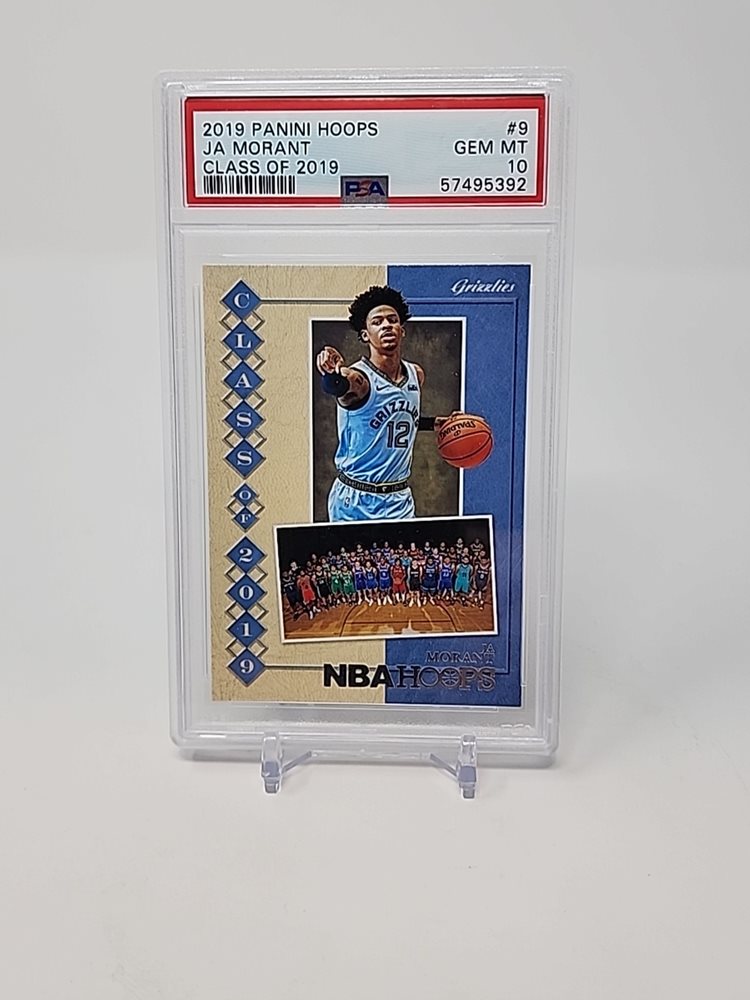 2019 PANINI HOOPS #9
JA MORANT GEM MT
CLASS OF 2019 10
PSA 57495392
Grizzlies
CLASS OF 2019
GRIZZLIES
12
SPALDING
JA
MORANT
NBA HOOPS